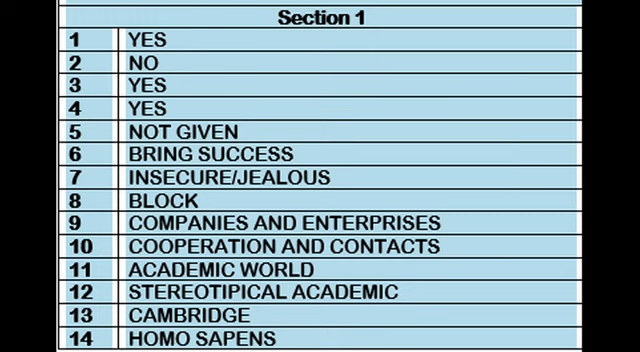 Section 1
1 YES
2 NO
3 YES
4 YES
5 NOT GIVEN
6 BRING SUCCESS
7 INSECURE/JEALOUS
8 BLOCK
9 COMPANIES AND ENTERPRISES
10 COOPERATION AND CONTACTS
11 ACADEMIC WORLD
12 STEREOTIPICAL ACADEMIC
13 CAMBRIDGE
14 HOMO SAPENS